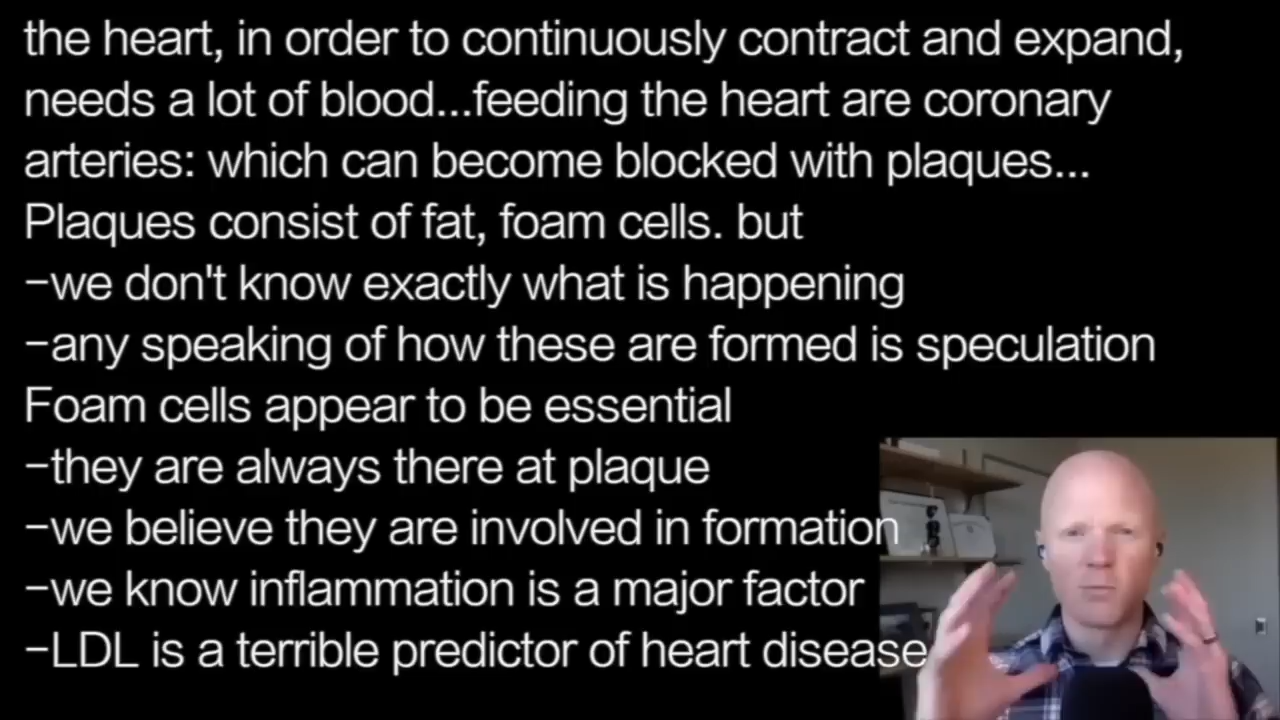 the heart, in order to continuously contract and expand,
needs a lot of blood...feeding the heart are coronary
arteries: which can become blocked with plaques...
Plaques consist of fat, foam cells. but
−we don't know exactly what is happening
−any speaking of how these are formed is speculation
Foam cells appear to be essential
−they are always there at plaque
−we believe they are involved in formation
−we know inflammation is a major factor
−LDL is a terrible predictor of heart disease